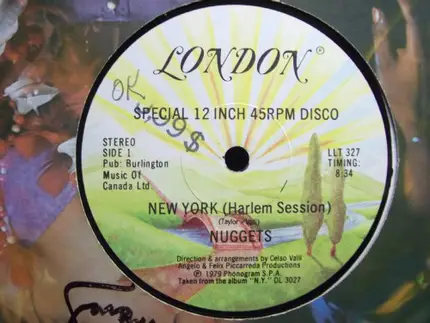 LONDON®
OK
SPECIAL 12 INCH 45RPM DISCO
STEREO
SIDE 1
Pub: Burlington
Music Of
Canada Ltd
LLT 327
TIMING:
8:34
NEW YORK (Harlem Session)
NUGGETS
Direction & arrangements by Celso Valli
Angelo & Felix Piccarreda Productions
℗ 1979 Phonogram S.P.A.
Taken from the album "N.Y." DL 3027